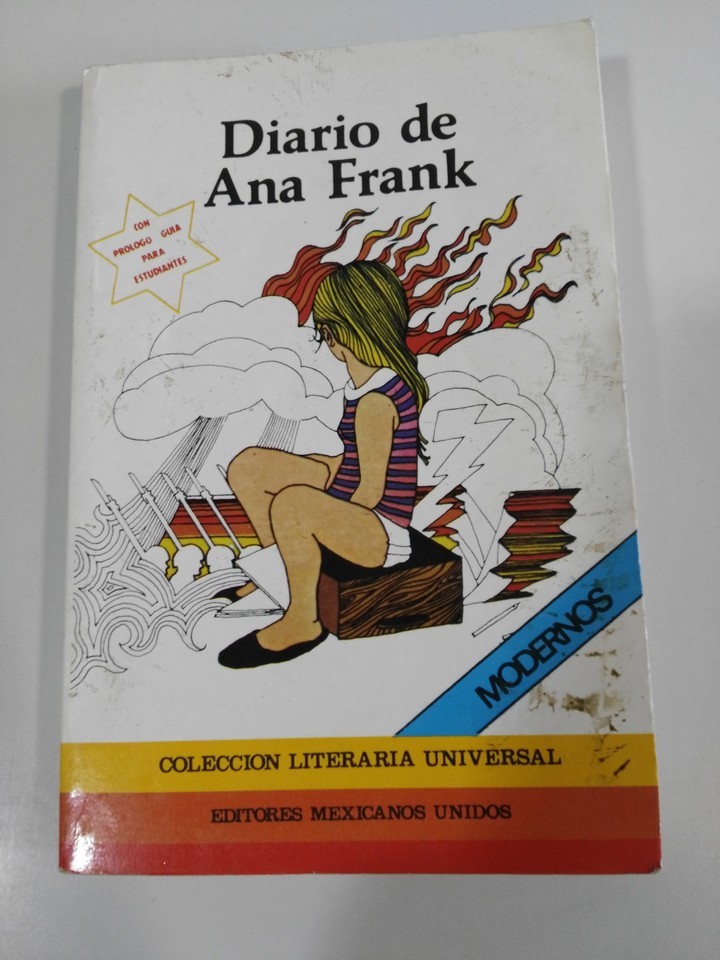 Diario de
Ana Frank
CON
PROLOGO GUIA
PARA
ESTUDIANTES
MODERNOS
COLECCION LITERARIA UNIVERSAL
EDITORES MEXICANOS UNIDOS